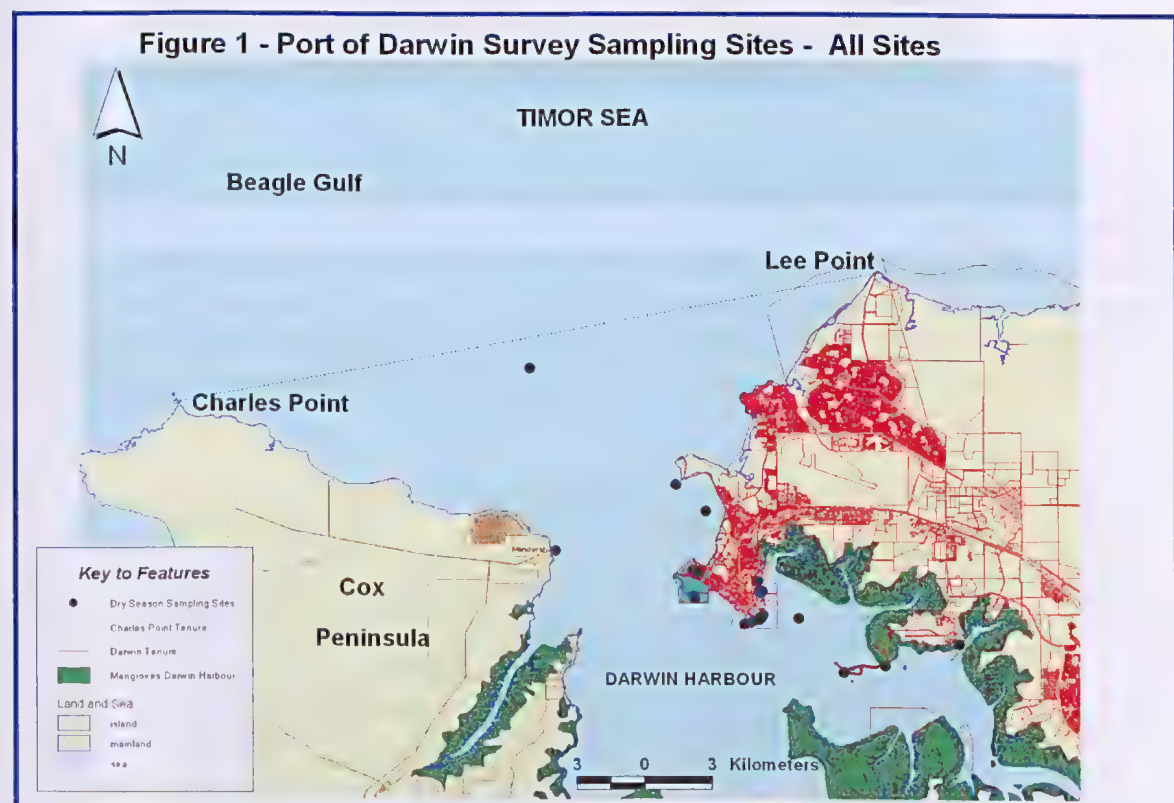 Figure 1 - Port of Darwin Survey Sampling Sites - All Sites
N
TIMOR SEA
Beagle Gulf
Lee Point
Charles Point
Mandorah
Cox
Peninsula
DARWIN HARBOUR
Key to Features
Dry Season Sampling Sites
Charles Point Tenure
Darwin Tenure
Mangroves Darwin Harbour
Land and Sea
island
mainland
sea
3 0 3 Kilometers